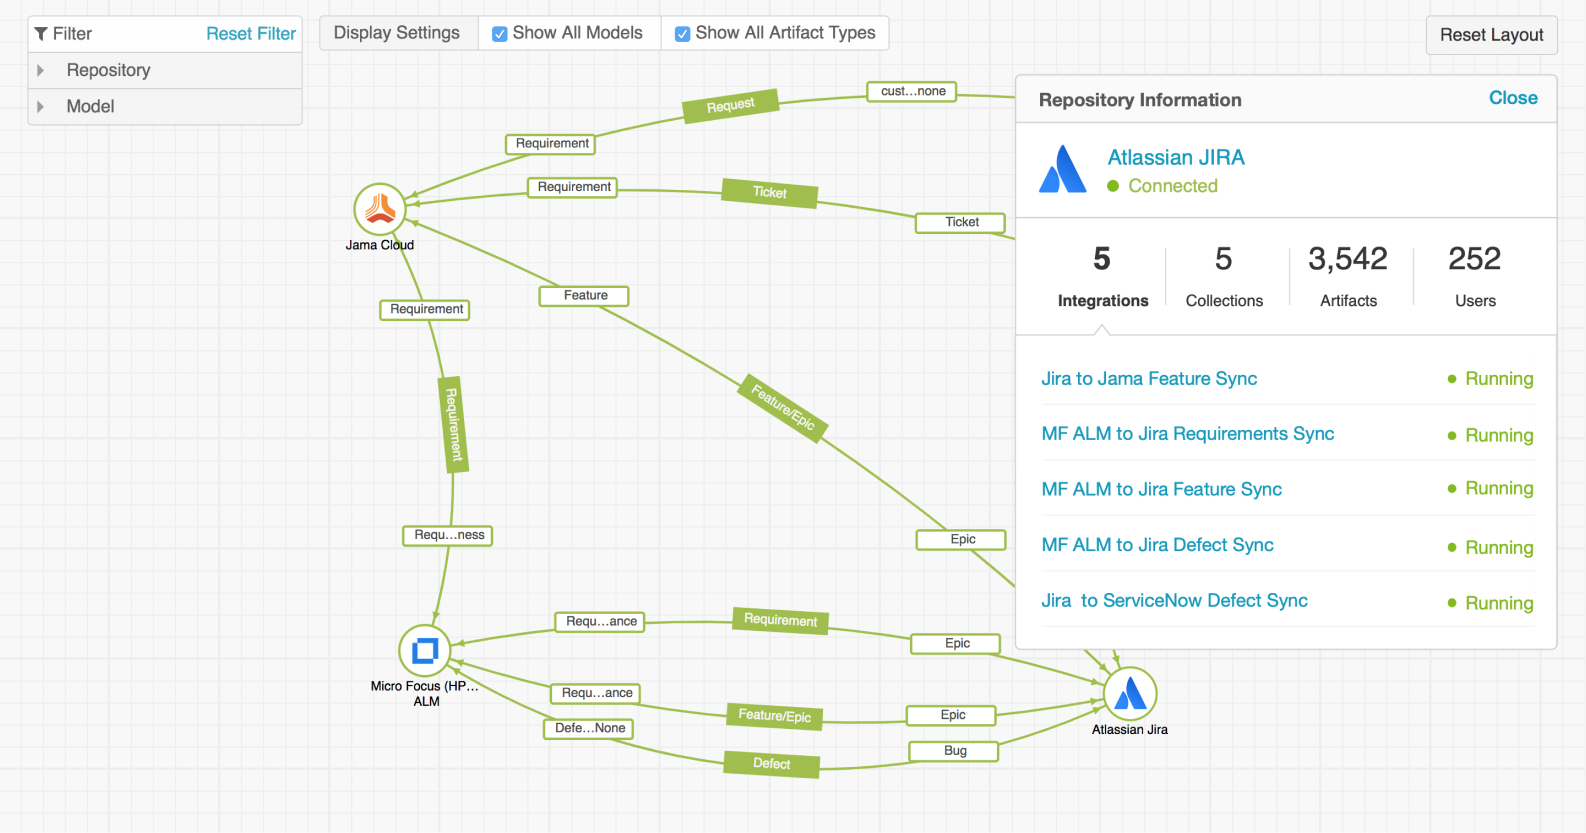 Filter
Reset Filter
Repository
Model
Display Settings
Show All Models
Show All Artifact Types
Reset Layout
cust...none
Request
Requirement
Requirement
Ticket
Ticket
Jama Cloud
Feature
Requirement
Requirement
Feature/Epic
Requ...ness
Epic
Requ...ance
Requirement
Epic
Micro Focus (HP...
ALM
Requ...ance
Feature/Epic
Epic
Defe...None
Defect
Bug
Atlassian Jira
Repository Information
Close
Atlassian JIRA
Connected
5
Integrations
5
Collections
3,542
Artifacts
252
Users
Jira to Jama Feature Sync
Running
MF ALM to Jira Requirements Sync
Running
MF ALM to Jira Feature Sync
Running
MF ALM to Jira Defect Sync
Running
Jira  to ServiceNow Defect Sync
Running